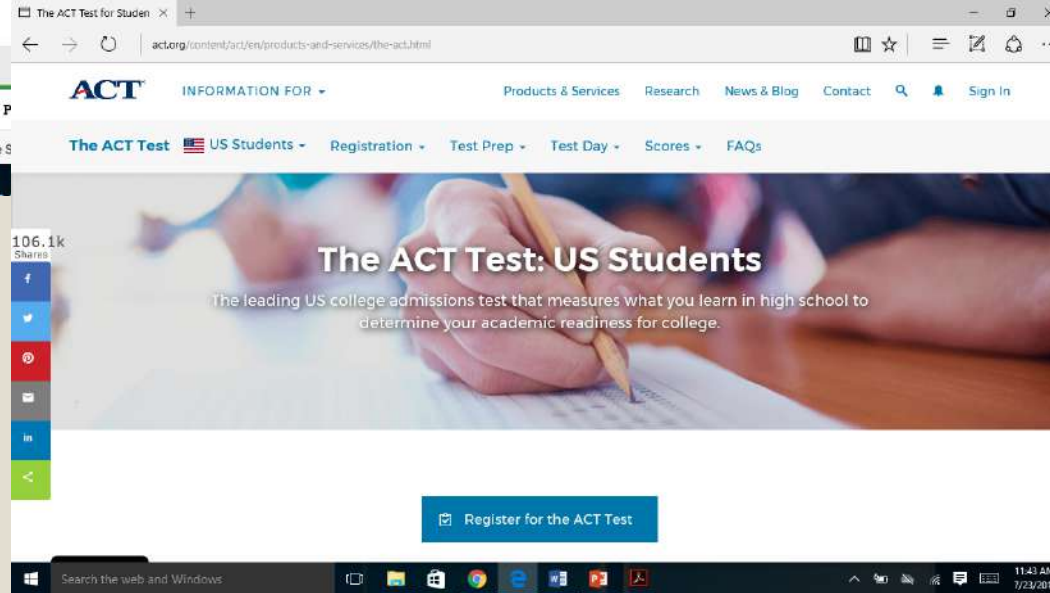 The ACT Test for Studen
act.org/content/act/en/products-and-services/the-act.html
ACT INFORMATION FOR Products & Services Research News & Blog Contact Sign In
The ACT Test US Students Registration Test Prep Test Day Scores FAQs
106.1k
Shares
The ACT Test: US Students
The leading US college admissions test that measures what you learn in high school to
determine your academic readiness for college.
Register for the ACT Test
Search the web and Windows
11:43 AM
7/23/201